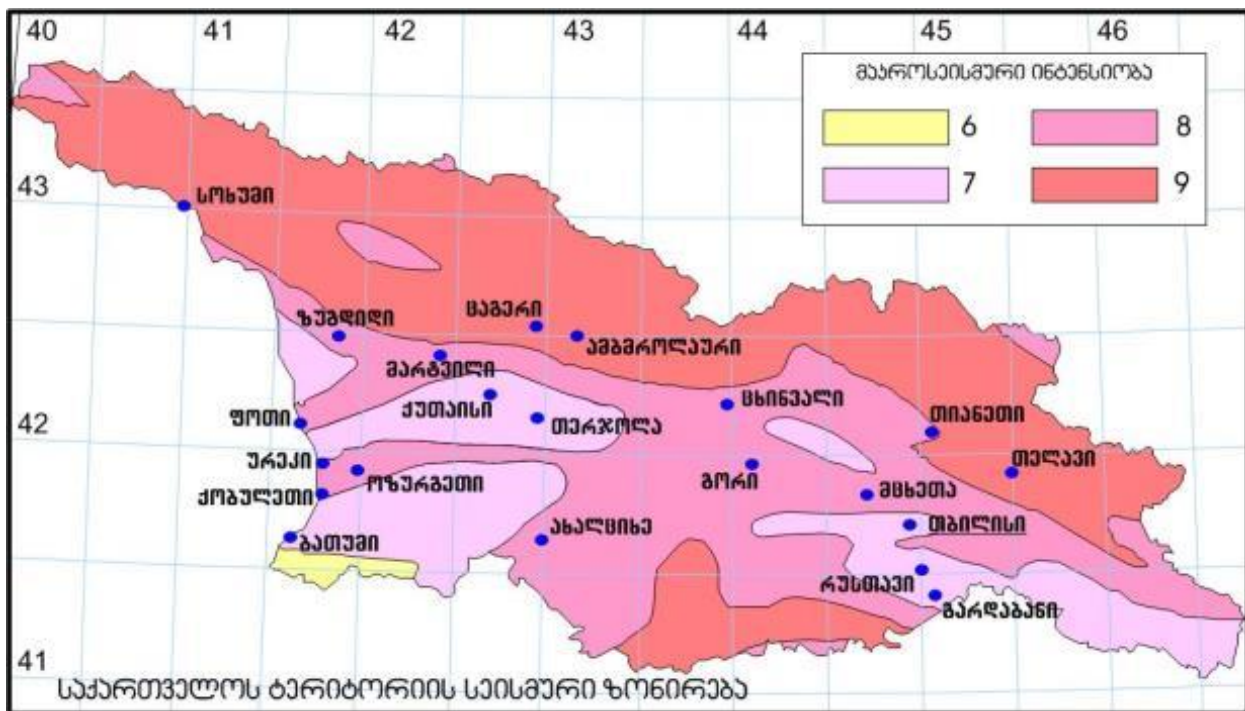 40 41 42 43 44 45 46
მაკროსეისმური ინტენსიობა
6 8
7 9
43
სოხუმი
ზუგდიდი
ცაგერი
ამბმროლაური
მარტვილი
ქუთაისი
თერჯოლა
ცხინვალი
თიანეთი
ფოთი
42
ურეკი
ოზურგეთი
გორი
თელავი
ქობულეთი
მცხეთა
ბათუმი
ახალციხე
თბილისი
რუსთავი
გარდაბანი
41
საქართველოს ტერიტორიის სეისმური ზონირება